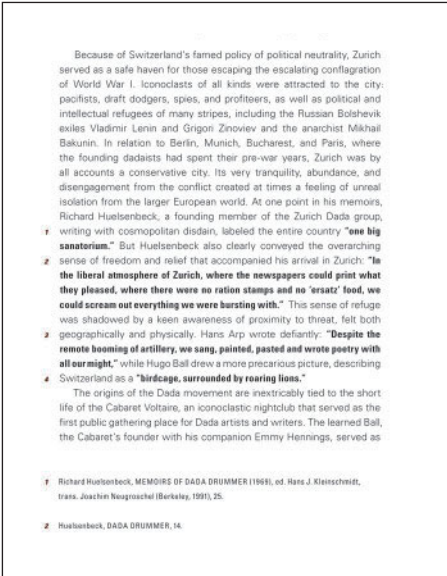 Because of Switzerland's famed policy of political neutrality, Zurich
served as a safe haven for those escaping the escalating conflagration
of World War I. Iconoclasts of all kinds were attracted to the city:
pacifists, draft dodgers, spies, and profiteers, as well as political and
intellectual refugees of many stripes, including the Russian Bolshevik
exiles Vladimir Lenin and Grigori Zinoviev and the anarchist Mikhail
Bakunin. In relation to Berlin, Munich, Bucharest, and Paris, where
the founding dadaists had spent their pre-war years, Zurich was by
all accounts a conservative city. Its very tranquility, abundance, and
disengagement from the conflict created at times a feeling of unreal
isolation from the larger European world. At one point in his memoirs,
Richard Huelsenbeck, a founding member of the Zurich Dada group,
1 writing with cosmopolitan disdain, labeled the entire country "one big
sanatorium." But Huelsenbeck also clearly conveyed the overarching
2 sense of freedom and relief that accompanied his arrival in Zurich: "In
the liberal atmosphere of Zurich, where the newspapers could print what
they pleased, where there were no ration stamps and no 'ersatz' food, we
could scream out everything we were bursting with." This sense of refuge
was shadowed by a keen awareness of proximity to threat, felt both
3 geographically and physically. Hans Arp wrote defiantly: "Despite the
remote booming of artillery, we sang, painted, pasted and wrote poetry with
all our might," while Hugo Ball drew a more precarious picture, describing
4 Switzerland as a "birdcage, surrounded by roaring lions."
The origins of the Dada movement are inextricably tied to the short
life of the Cabaret Voltaire, an iconoclastic nightclub that served as the
first public gathering place for Dada artists and writers. The learned Ball,
the Cabaret's founder with his companion Emmy Hennings, served as
1 Richard Huelsenbeck, MEMOIRS OF DADA DRUMMER (1969), ed. Hans J. Kleinschmidt,
trans. Joachim Neugroschel (Berkeley, 1991), 25.
2 Huelsenbeck, DADA DRUMMER, 14.